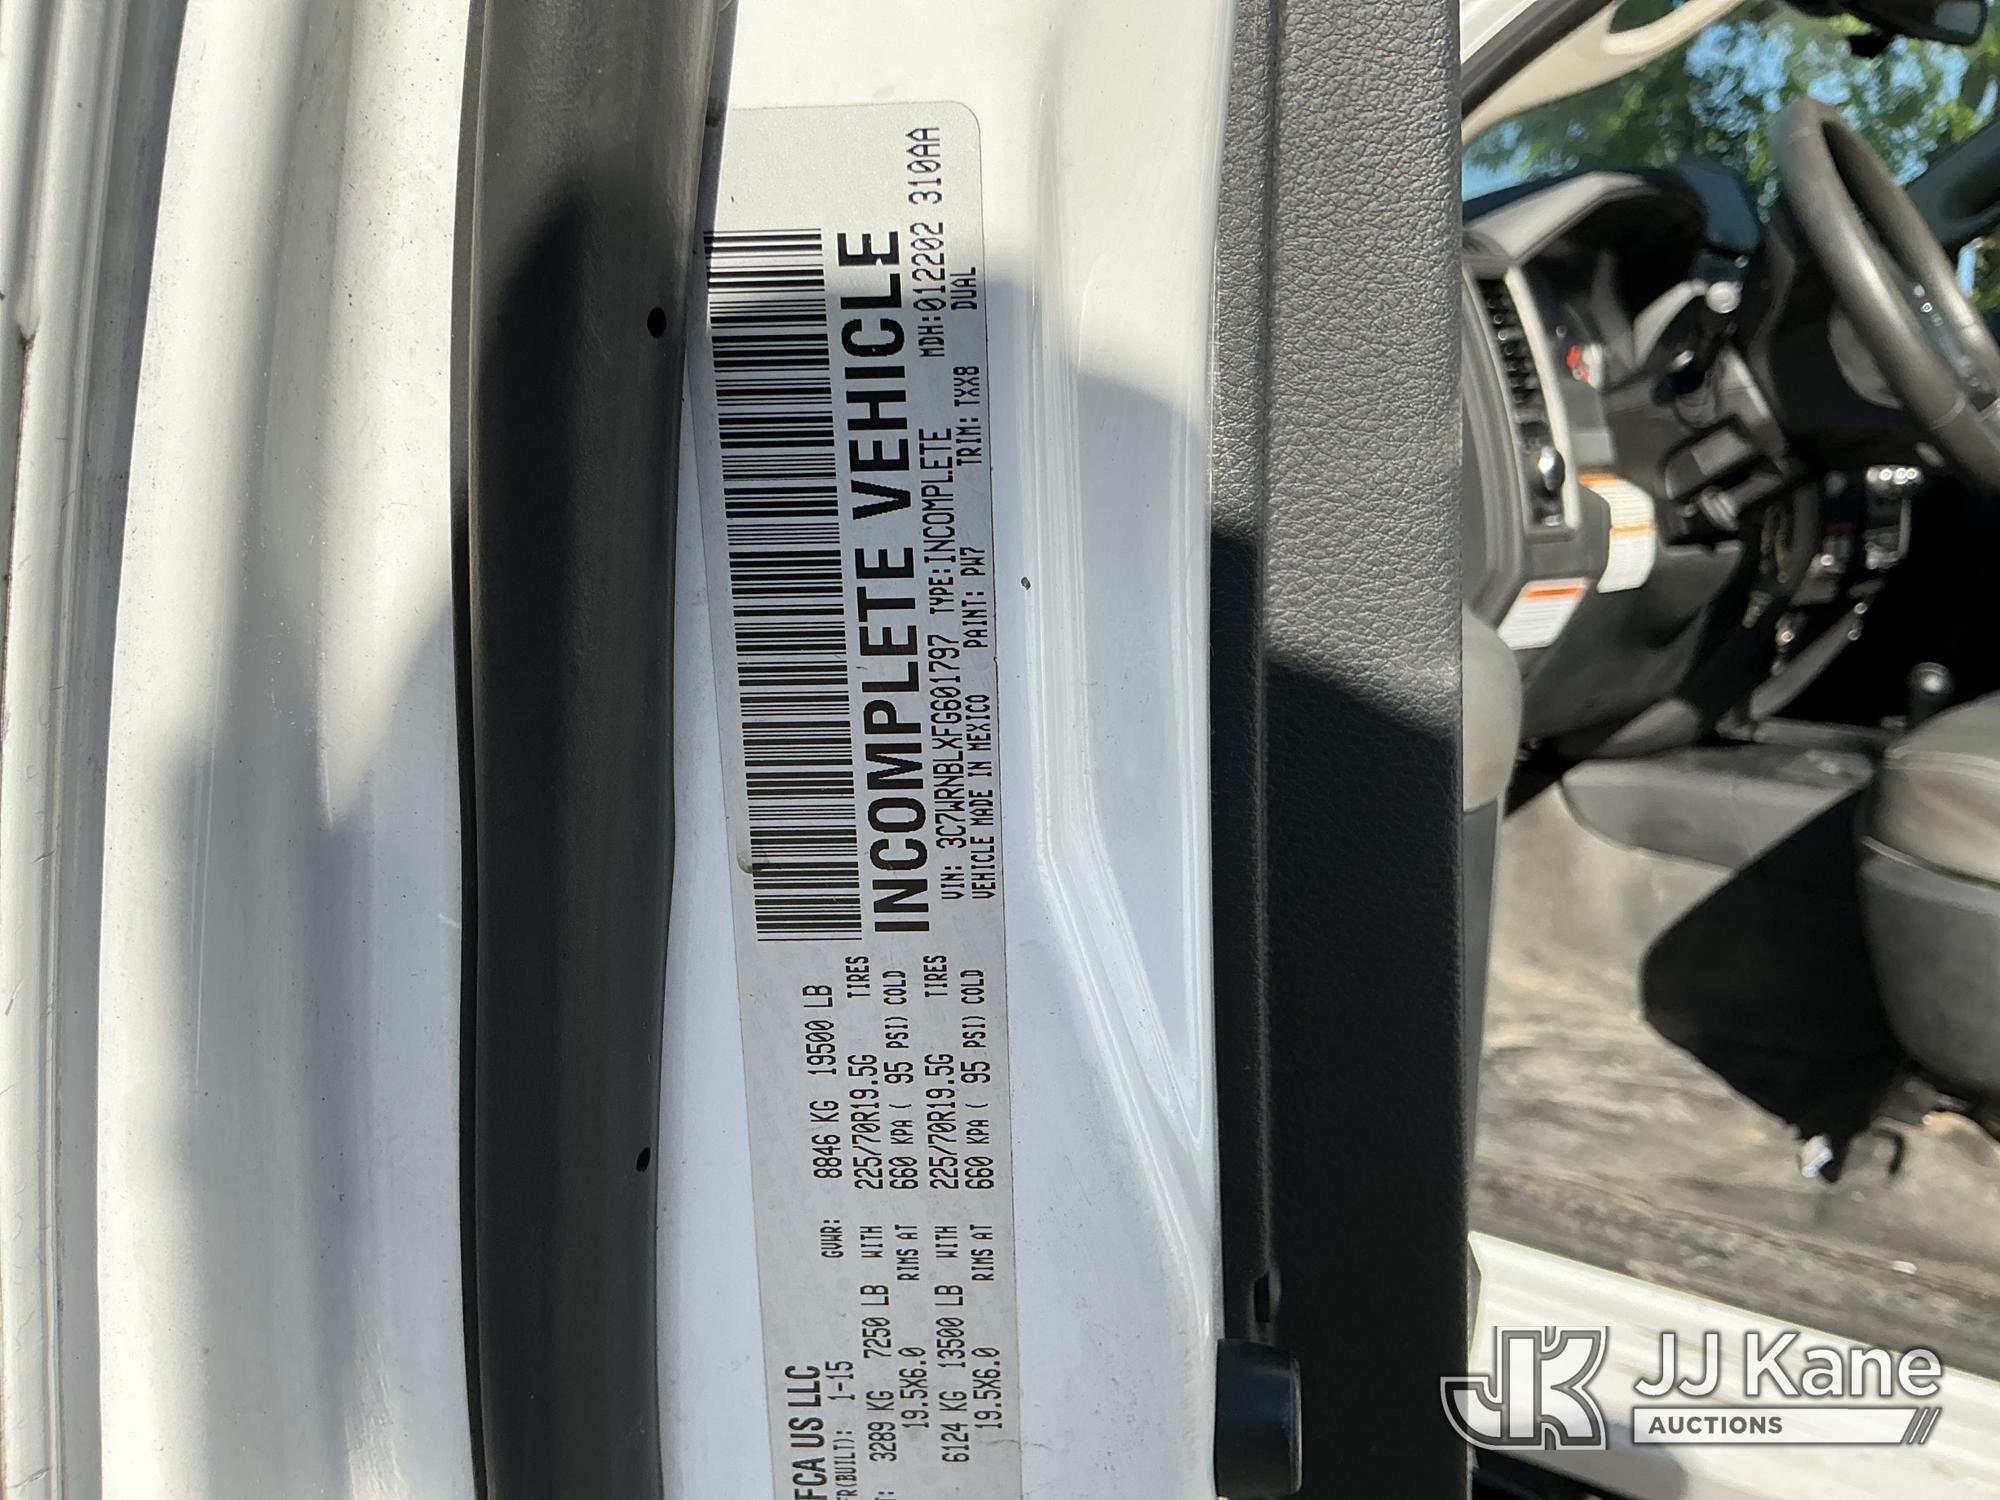 FCA US LLC
FR(BUILT): 1-15 GVWR: 8846 KG 19500 LB
T: 3289 KG 7250 LB WITH 225/70R19.5G TIRES
19.5X6.0 RIMS AT 660 KPA ( 95 PSI) COLD
6124 KG 13500 LB WITH 225/70R19.5G TIRES
19.5X6.0 RIMS AT 660 KPA ( 95 PSI) COLD
INCOMPLETE VEHICLE
VIN: 3C7WRNBLXFG601797 TYPE:INCOMPLETE MDH:012202 310AA
VEHICLE MADE IN MEXICO PAINT: PW7 TRIM: TXX8 DUAL
JK JJ Kane
AUCTIONS